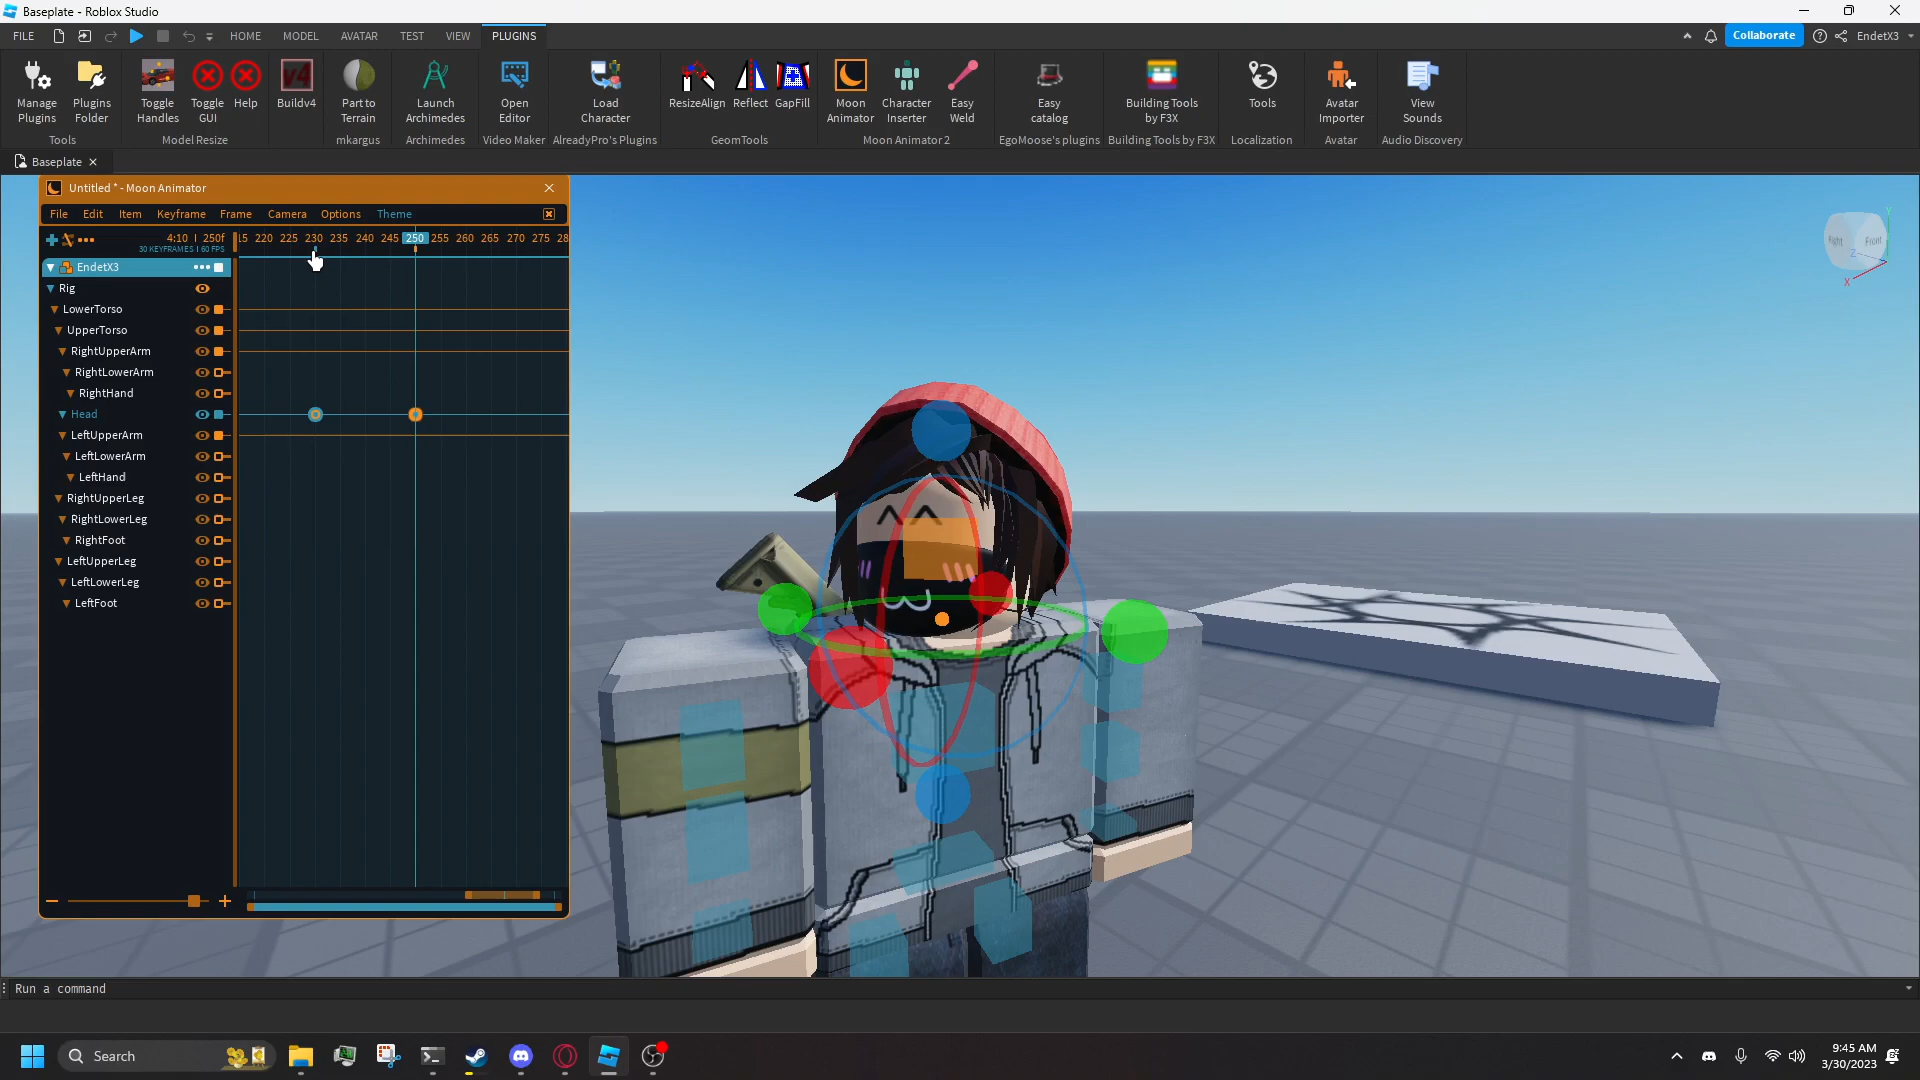 Baseplate - Roblox Studio
FILE
HOME
MODEL
AVATAR
TEST
VIEW
PLUGINS
Collaborate
EndetX3
Manage Plugins
Plugins Folder
Toggle Handles
Toggle GUI
Help
v4
Buildv4
Part to Terrain
Launch Archimedes
Open Editor
Load Character
ResizeAlign
Reflect
GapFill
Moon Animator
Character Inserter
Easy Weld
Easy catalog
Building Tools by F3X
Tools
Avatar Importer
View Sounds
Tools
Model Resize
mkargus
Archimedes
Video Maker
AlreadyPro's Plugins
GeomTools
Moon Animator 2
EgoMoose's plugins
Building Tools by F3X
Localization
Avatar
Audio Discovery
Baseplate
Untitled * - Moon Animator
File
Edit
Item
Keyframe
Frame
Camera
Options
Theme
4:10 | 250f
30 KEYFRAMES | 60 FPS
15 220 225 230 235 240 245 250 255 260 265 270 275 28
EndetX3
Rig
LowerTorso
UpperTorso
RightUpperArm
RightLowerArm
RightHand
Head
LeftUpperArm
LeftLowerArm
LeftHand
RightUpperLeg
RightLowerLeg
RightFoot
LeftUpperLeg
LeftLowerLeg
LeftFoot
Right
Front
Y
Z
X
Run a command
Search
9:45 AM
3/30/2023